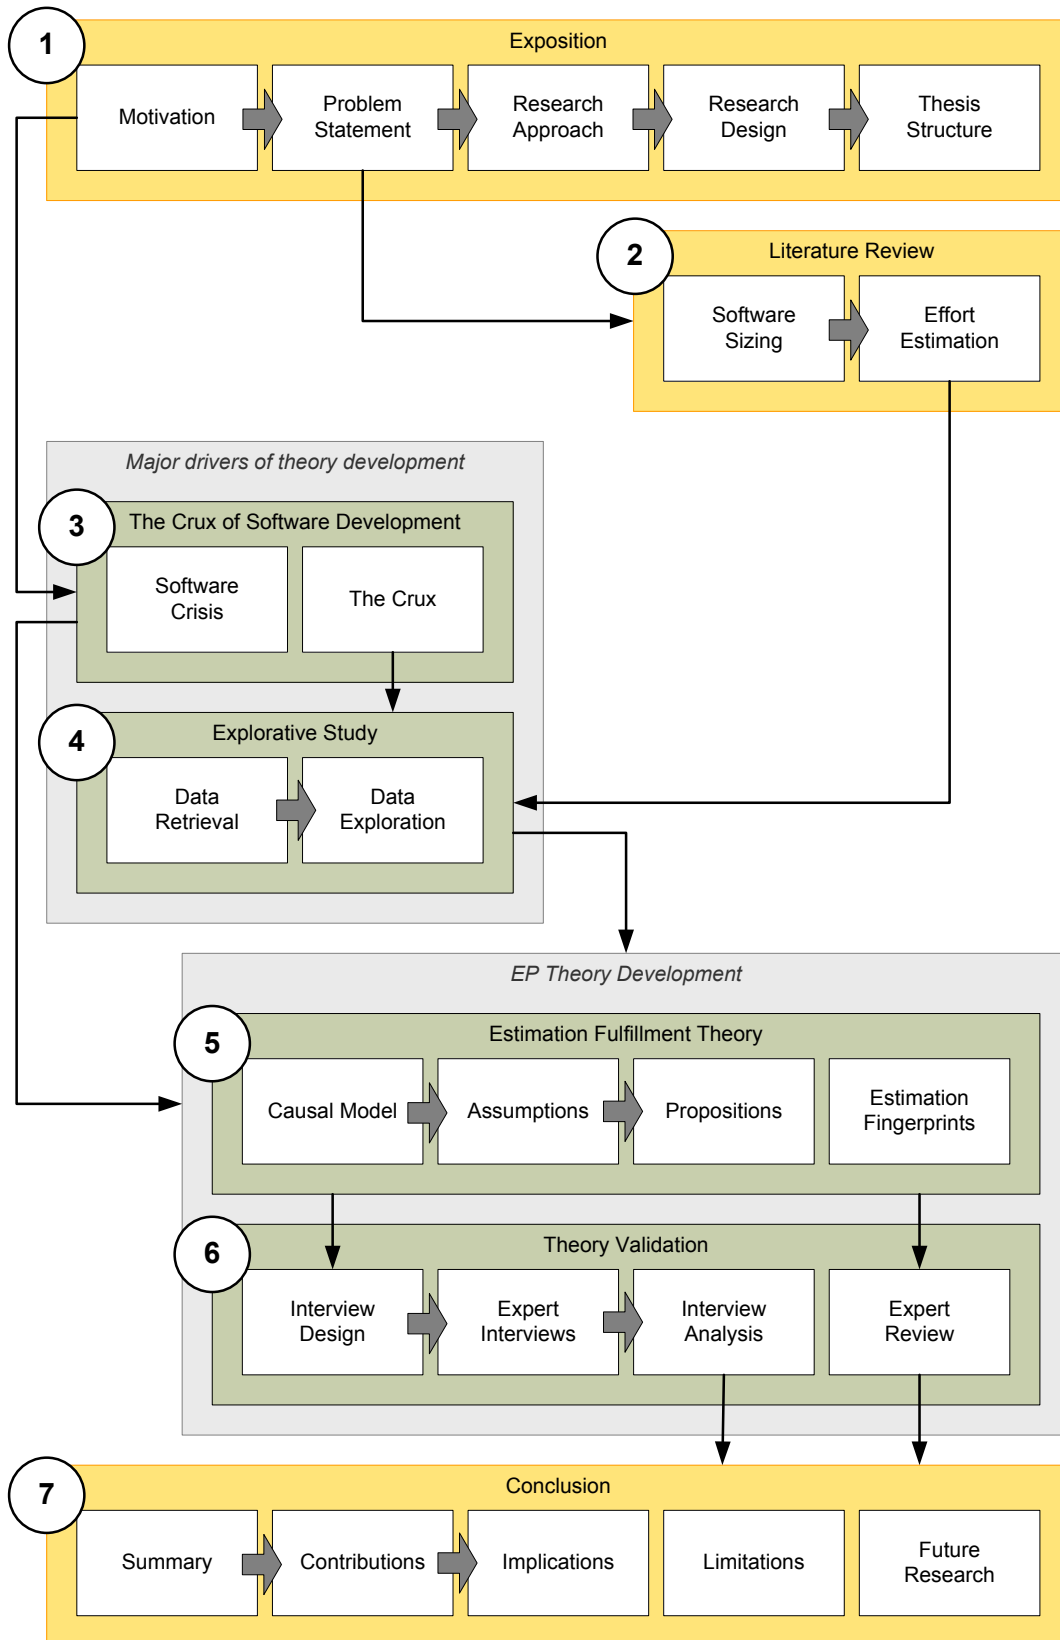 1
Exposition
Motivation
Problem
Statement
Research
Approach
Research
Design
Thesis
Structure
2
Literature Review
Software
Sizing
Effort
Estimation
Major drivers of theory development
3
The Crux of Software Development
Software
Crisis
The Crux
4
Explorative Study
Data
Retrieval
Data
Exploration
EP Theory Development
5
Estimation Fulfillment Theory
Causal Model
Assumptions
Propositions
Estimation
Fingerprints
6
Theory Validation
Interview
Design
Expert
Interviews
Interview
Analysis
Expert
Review
7
Conclusion
Summary
Contributions
Implications
Limitations
Future
Research